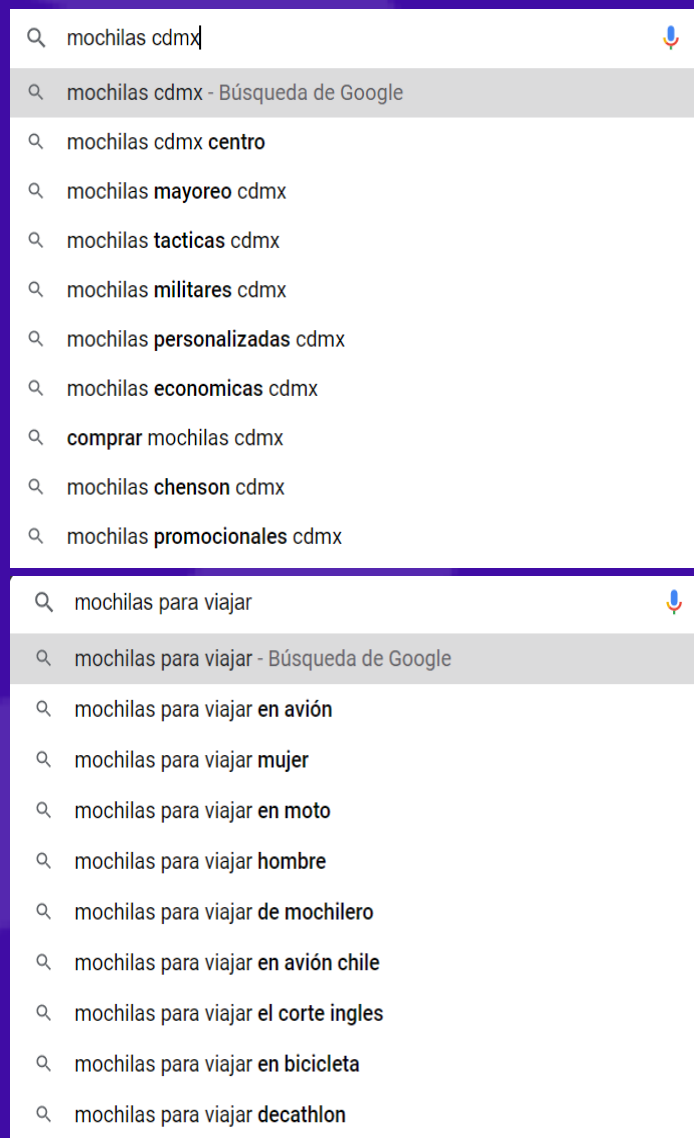 mochilas cdmx
mochilas cdmx - Búsqueda de Google
mochilas cdmx centro
mochilas mayoreo cdmx
mochilas tacticas cdmx
mochilas militares cdmx
mochilas personalizadas cdmx
mochilas economicas cdmx
comprar mochilas cdmx
mochilas chenson cdmx
mochilas promocionales cdmx
mochilas para viajar
mochilas para viajar - Búsqueda de Google
mochilas para viajar en avión
mochilas para viajar mujer
mochilas para viajar en moto
mochilas para viajar hombre
mochilas para viajar de mochilero
mochilas para viajar en avión chile
mochilas para viajar el corte ingles
mochilas para viajar en bicicleta
mochilas para viajar decathlon